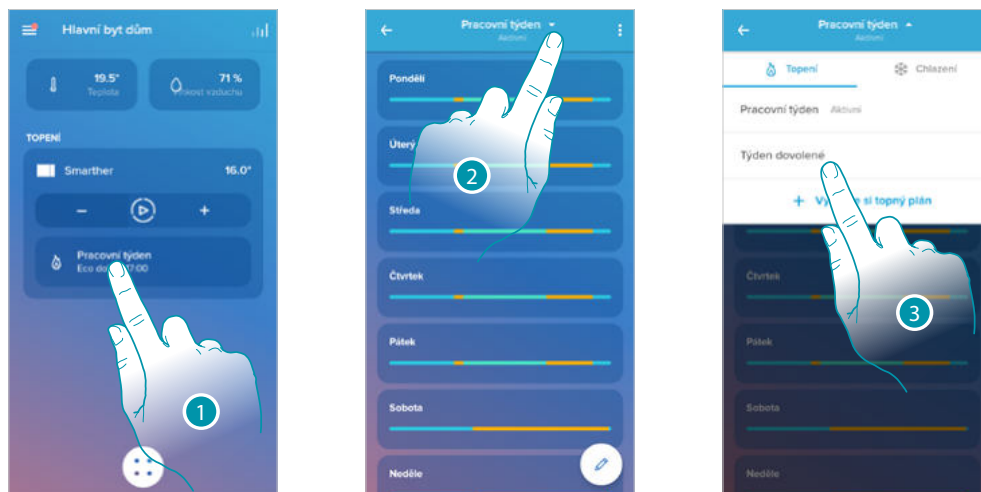 Hlavní byt dům
19.5°
Teplota
71 %
vzduchu
TOPENÍ
Smarther
16.0°
−
+
Pracovní týden
Eco
17:00
1
Pracovní týden
Aktivní
Pondělí
Úterý
Středa
Čtvrtek
Pátek
Sobota
Neděle
2
Pracovní týden
Aktivní
Topení
Chlazení
Pracovní týden Aktivní
Týden dovolené
+ si topný plán
Čtvrtek
Pátek
Sobota
Neděle
3